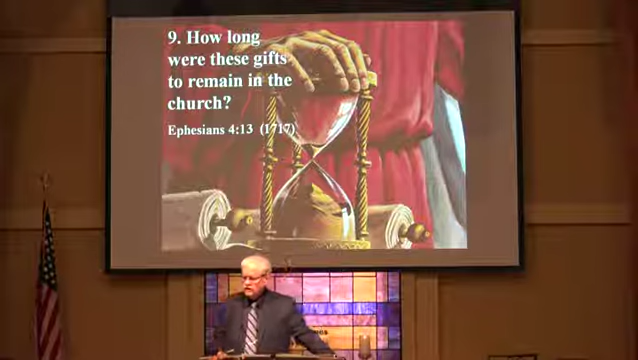 9. How long
were these gifts
to remain in the
church?
Ephesians 4:13 (1717)